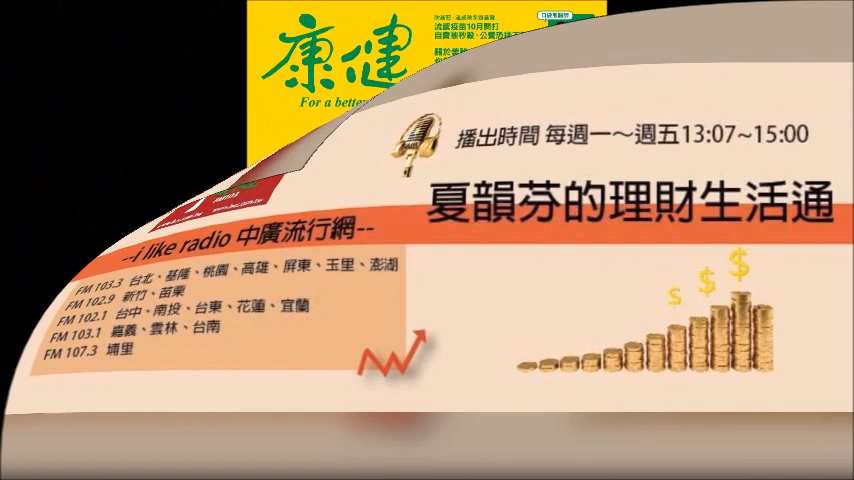 康健
For a better
流感疫苗10月開打
播出時間 每週一～週五13:07~15:00
夏韻芬的理財生活通
--i like radio 中廣流行網--
FM 103.3 台北、基隆、桃園、高雄、屏東、玉里、澎湖
FM 102.9 新竹、苗栗
FM 102.1 台中、南投、台東、花蓮、宜蘭
FM 103.1 嘉義、雲林、台南
FM 107.3 埔里